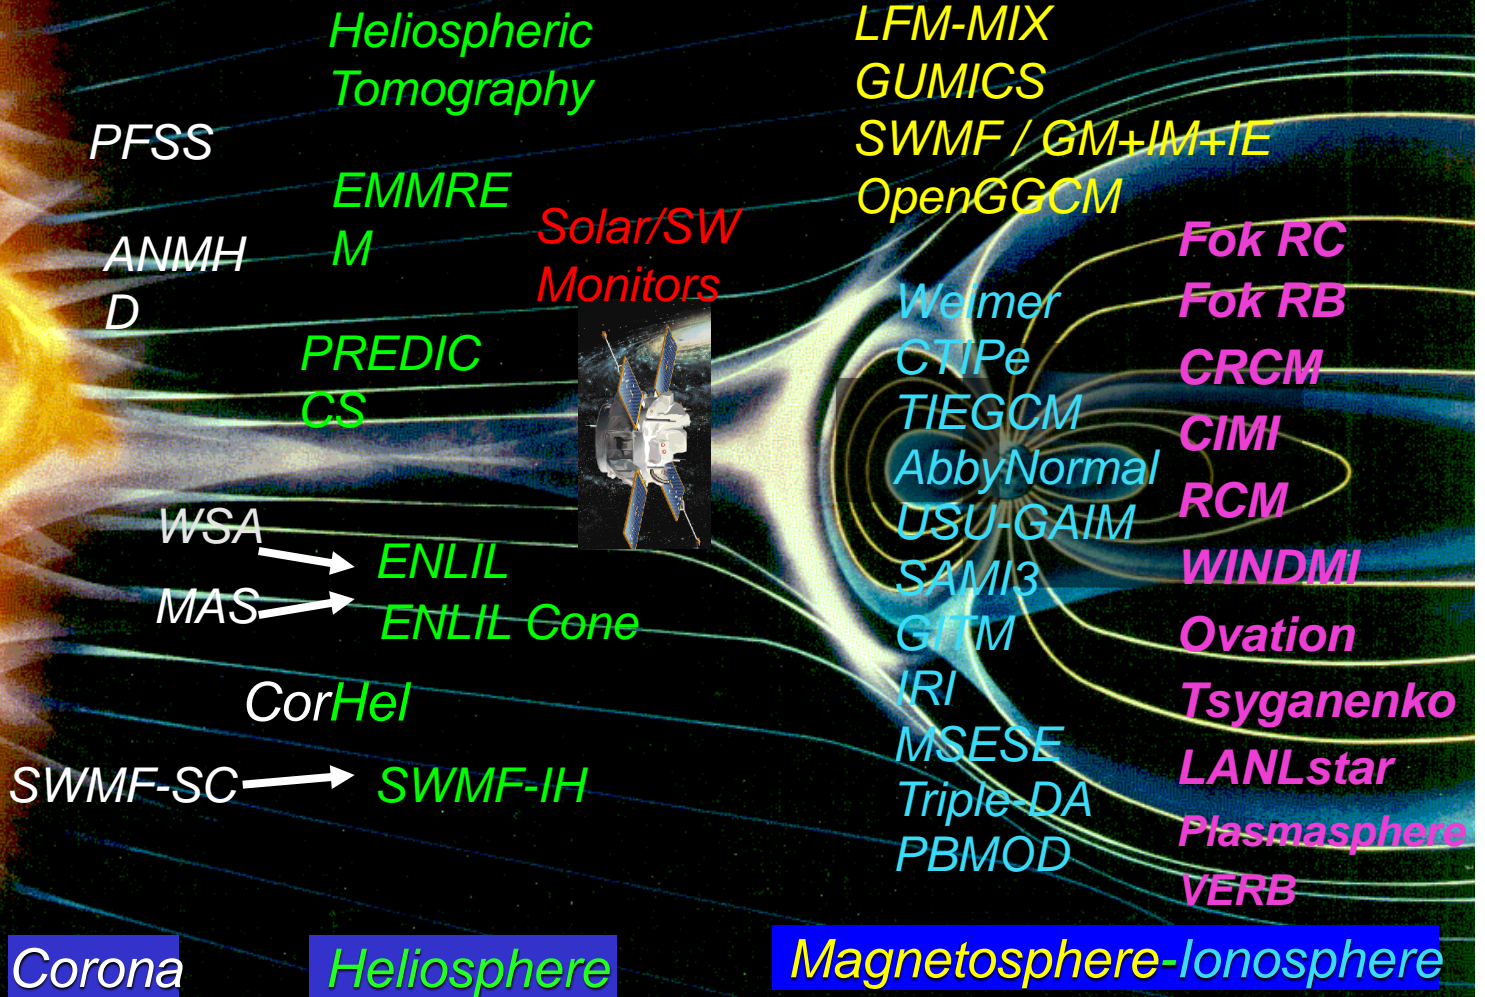 Heliospheric
Tomography
PFSS
EMMRE
M
ANMH
D
PREDIC
CS
Solar/SW
Monitors
WSA
MAS
ENLIL
ENLIL Cone
CorHel
SWMF-SC
SWMF-IH
LFM-MIX
GUMICS
SWMF / GM+IM+IE
OpenGGCM
Weimer
CTIPe
TIEGCM
AbbyNormal
USU-GAIM
SAMI3
GITM
IRI
MSESE
Triple-DA
PBMOD
Fok RC
Fok RB
CRCM
CIMI
RCM
WINDMI
Ovation
Tsyganenko
LANLstar
Plasmasphere
VERB
Corona
Heliosphere
Magnetosphere-Ionosphere